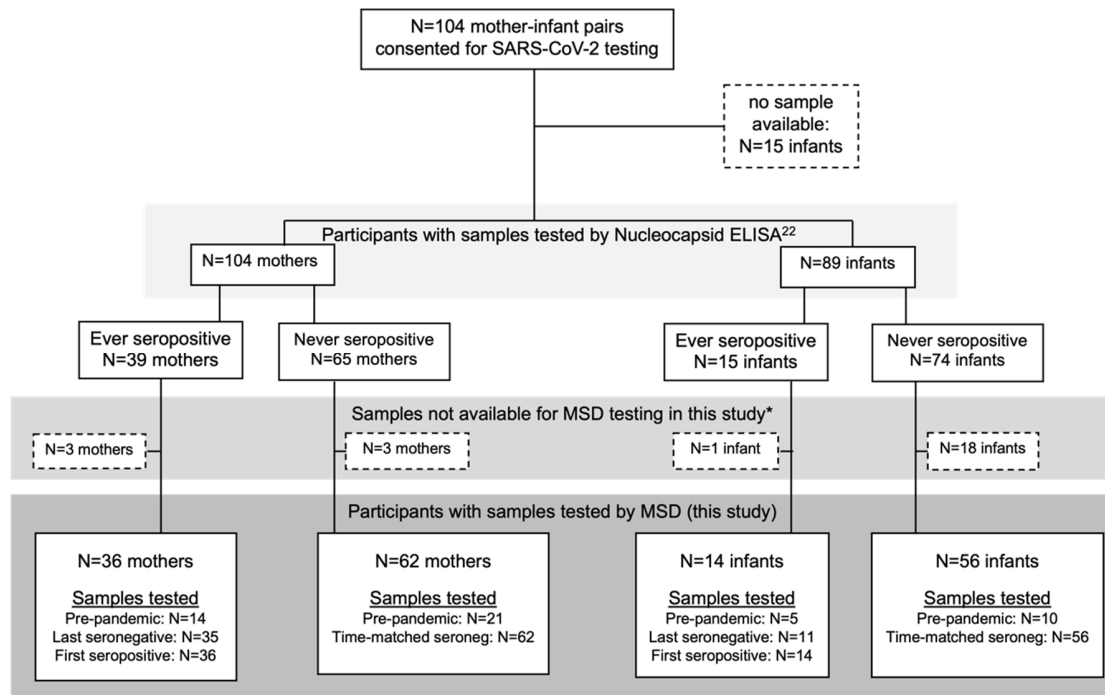 N=104 mother-infant pairs
consented for SARS-CoV-2 testing
no sample
available:
N=15 infants
Participants with samples tested by Nucleocapsid ELISA22
N=104 mothers
N=89 infants
Ever seropositive
N=39 mothers
Never seropositive
N=65 mothers
Ever seropositive
N=15 infants
Never seropositive
N=74 infants
Samples not available for MSD testing in this study*
N=3 mothers
N=3 mothers
N=1 infant
N=18 infants
Participants with samples tested by MSD (this study)
N=36 mothers
Samples tested
Pre-pandemic: N=14
Last seronegative: N=35
First seropositive: N=36
N=62 mothers
Samples tested
Pre-pandemic: N=21
Time-matched seroneg: N=62
N=14 infants
Samples tested
Pre-pandemic: N=5
Last seronegative: N=11
First seropositive: N=14
N=56 infants
Samples tested
Pre-pandemic: N=10
Time-matched seroneg: N=56